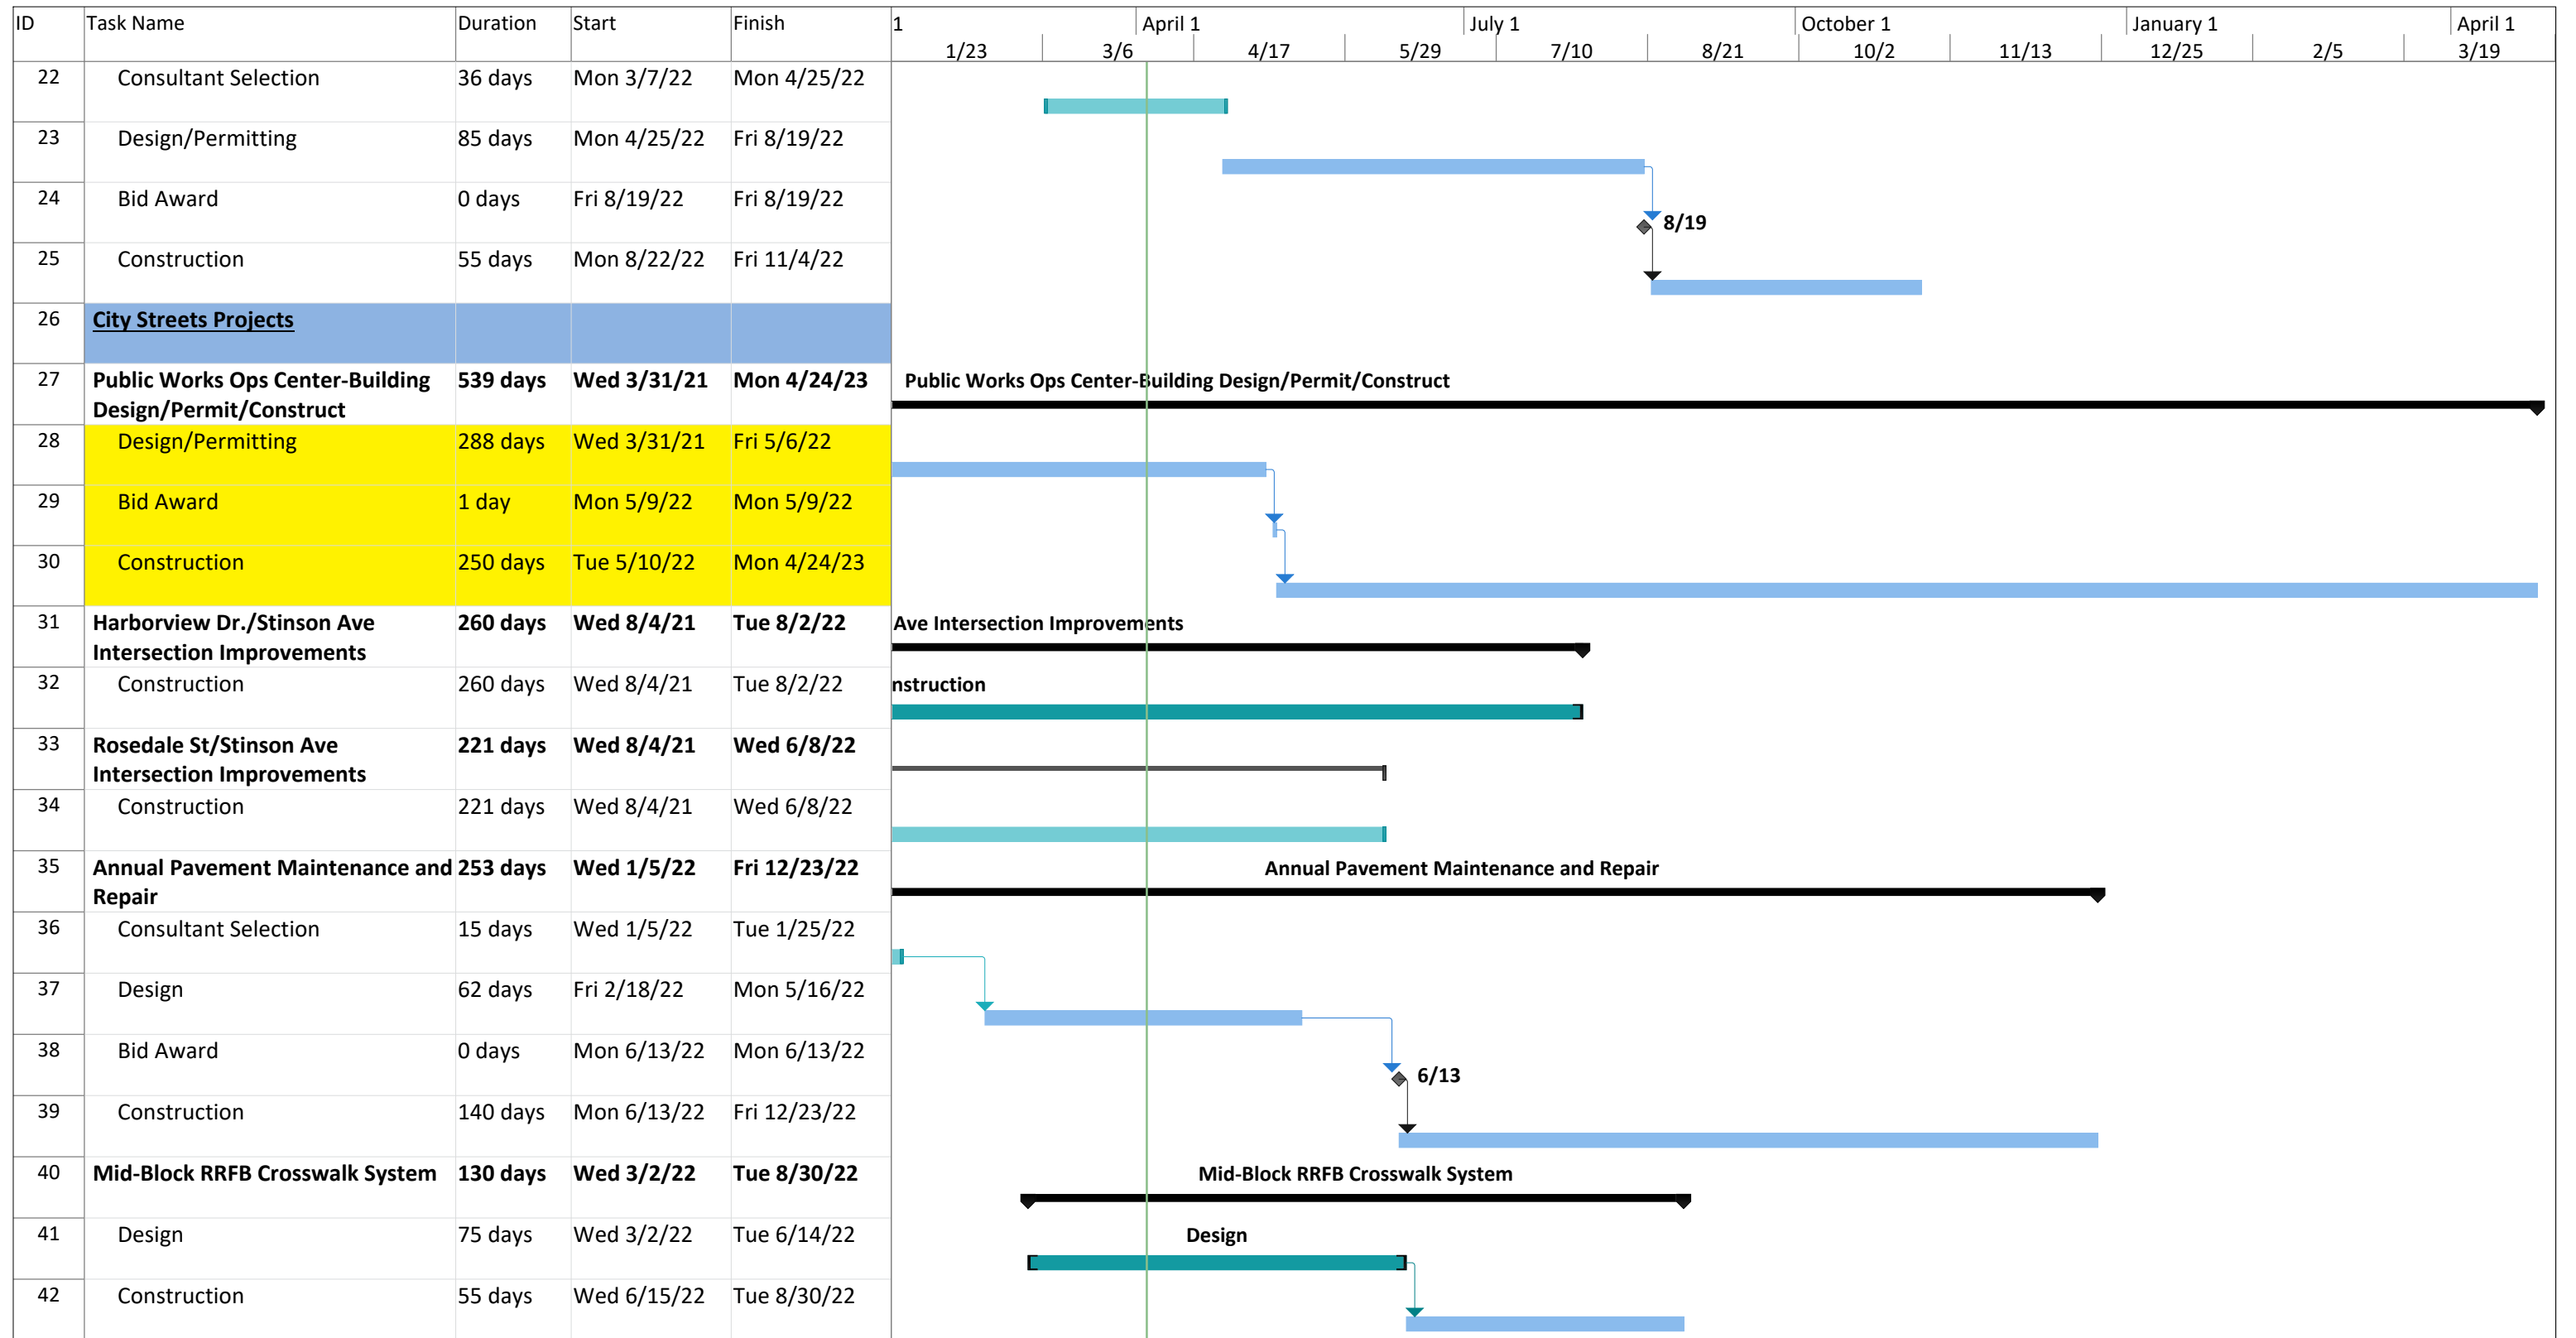 ID Task Name Duration Start Finish 1 April 1 July 1 October 1 January 1 April 1
1/23 3/6 4/17 5/29 7/10 8/21 10/2 11/13 12/25 2/5 3/19
22 Consultant Selection 36 days Mon 3/7/22 Mon 4/25/22
23 Design/Permitting 85 days Mon 4/25/22 Fri 8/19/22
24 Bid Award 0 days Fri 8/19/22 Fri 8/19/22
8/19
25 Construction 55 days Mon 8/22/22 Fri 11/4/22
26 City Streets Projects
27 Public Works Ops Center-Building 539 days Wed 3/31/21 Mon 4/24/23 Public Works Ops Center-Building Design/Permit/Construct
Design/Permit/Construct
28 Design/Permitting 288 days Wed 3/31/21 Fri 5/6/22
29 Bid Award 1 day Mon 5/9/22 Mon 5/9/22
30 Construction 250 days Tue 5/10/22 Mon 4/24/23
31 Harborview Dr./Stinson Ave 260 days Wed 8/4/21 Tue 8/2/22 Ave Intersection Improvements
Intersection Improvements
32 Construction 260 days Wed 8/4/21 Tue 8/2/22 nstruction
33 Rosedale St/Stinson Ave 221 days Wed 8/4/21 Wed 6/8/22
Intersection Improvements
34 Construction 221 days Wed 8/4/21 Wed 6/8/22
35 Annual Pavement Maintenance and 253 days Wed 1/5/22 Fri 12/23/22 Annual Pavement Maintenance and Repair
Repair
36 Consultant Selection 15 days Wed 1/5/22 Tue 1/25/22
37 Design 62 days Fri 2/18/22 Mon 5/16/22
38 Bid Award 0 days Mon 6/13/22 Mon 6/13/22
6/13
39 Construction 140 days Mon 6/13/22 Fri 12/23/22
40 Mid-Block RRFB Crosswalk System 130 days Wed 3/2/22 Tue 8/30/22 Mid-Block RRFB Crosswalk System
41 Design 75 days Wed 3/2/22 Tue 6/14/22 Design
42 Construction 55 days Wed 6/15/22 Tue 8/30/22